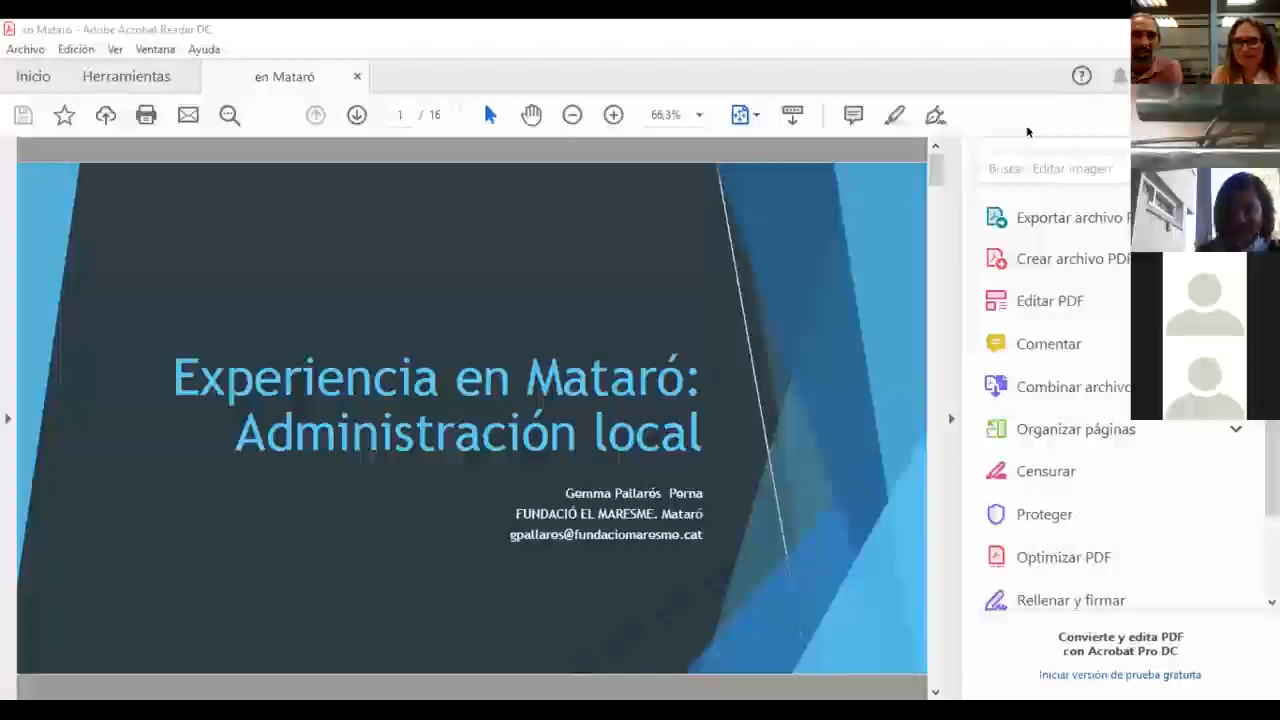 en Mataró - Adobe Acrobat Reader DC
Archivo Edición Ver Ventana Ayuda
Inicio Herramientas en Mataró ×
1 / 16 66,3%
Buscar Editar imagen
Exportar archivo P
Crear archivo PDF
Editar PDF
Comentar
Combinar archivo
Organizar páginas
Censurar
Proteger
Optimizar PDF
Rellenar y firmar
Convierte y edita PDF
con Acrobat Pro DC
Iniciar versión de prueba gratuita
Experiencia en Mataró:
Administración local
Gemma Pallarés Perna
FUNDACIÓ EL MARESME. Mataró
gpallares@fundaciomaresme.cat